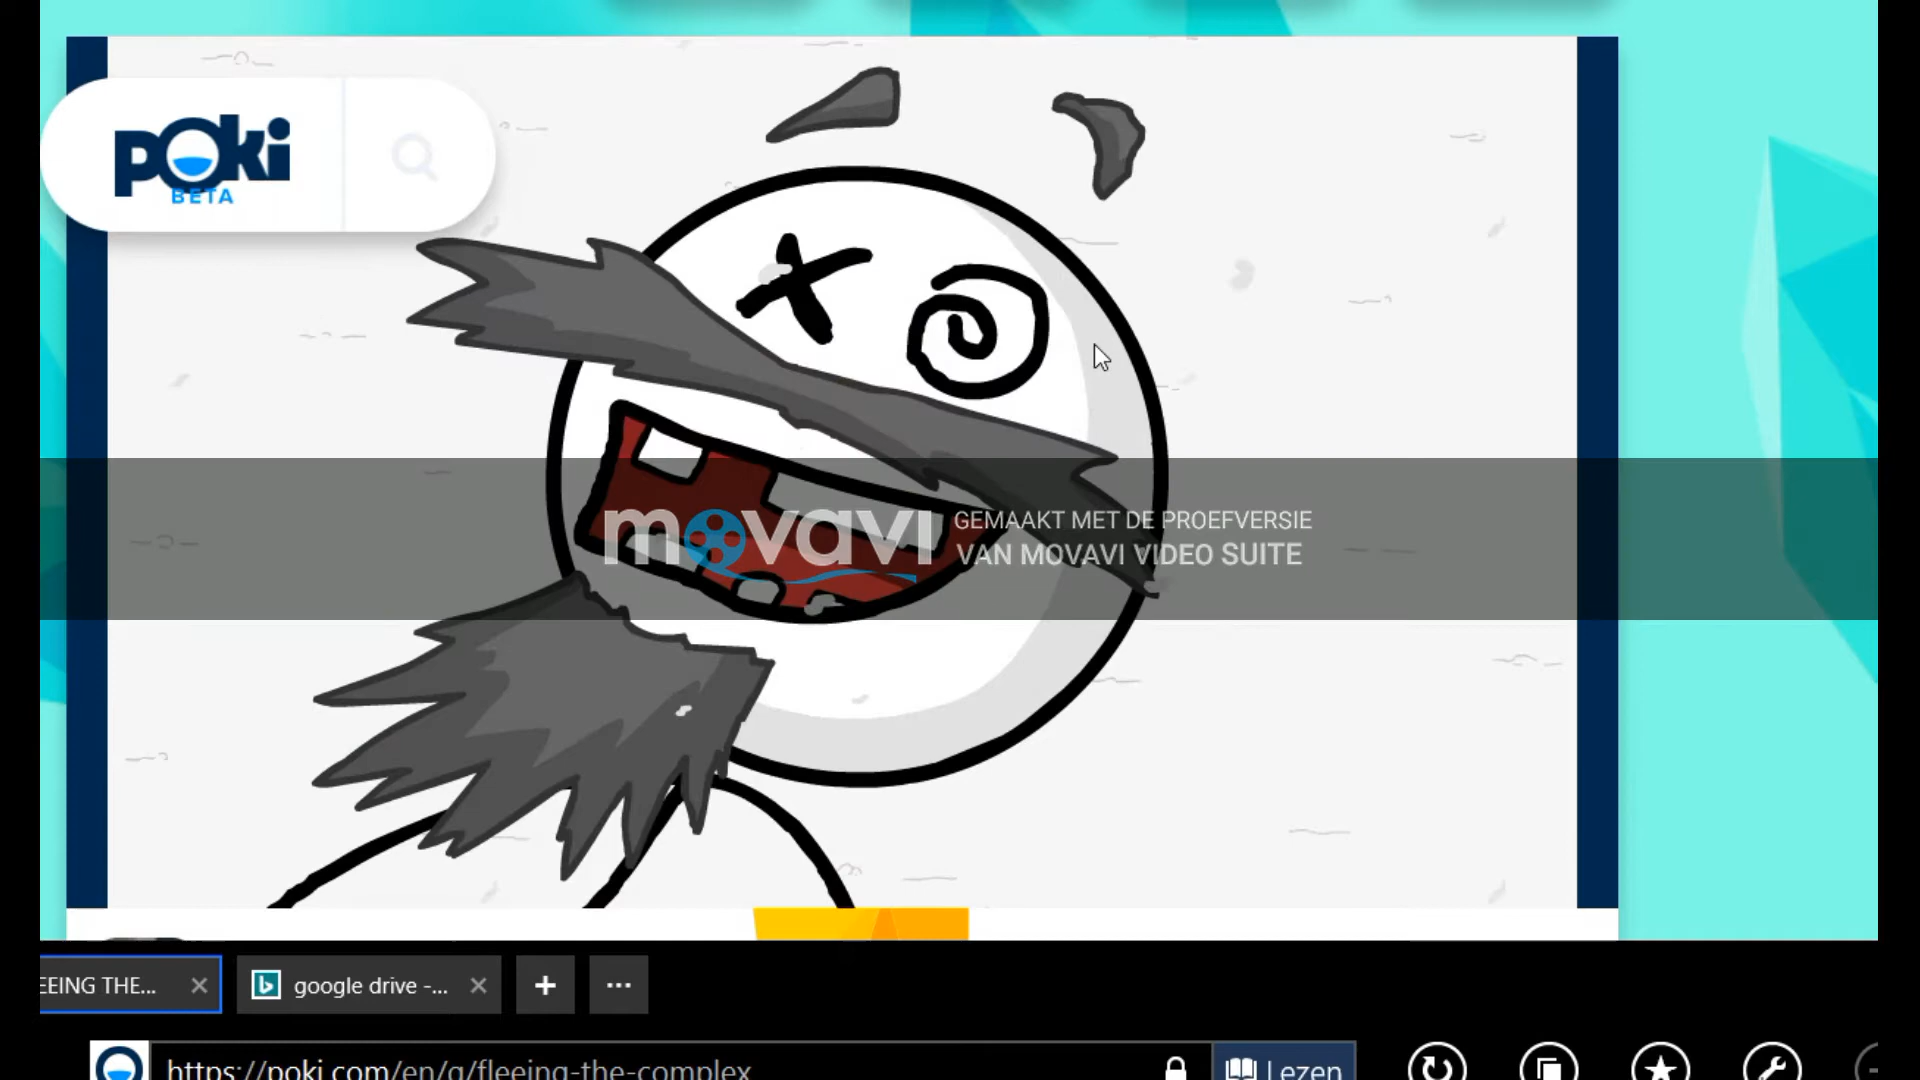 poki
BETA
movavi
GEMAAKT MET DE PROEFVERSIE
VAN MOVAVI VIDEO SUITE
EEING THE...
google drive -...
https://poki.com/en/g/fleeing-the-complex
Lezen